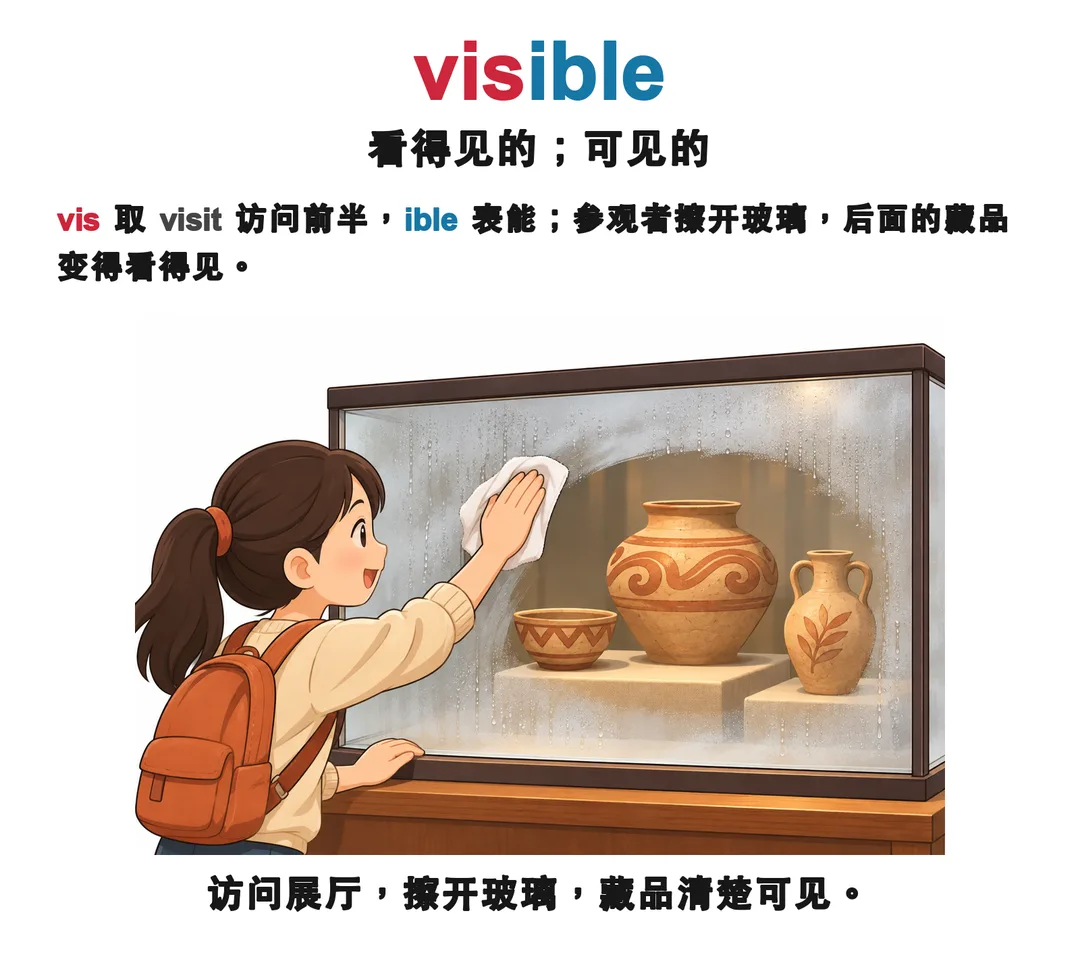 visible
看得见的；可见的
vis 取 visit 访问前半，ible 表能；参观者擦开玻璃，后面的藏品
变得看得见。
访问展厅，擦开玻璃，藏品清楚可见。